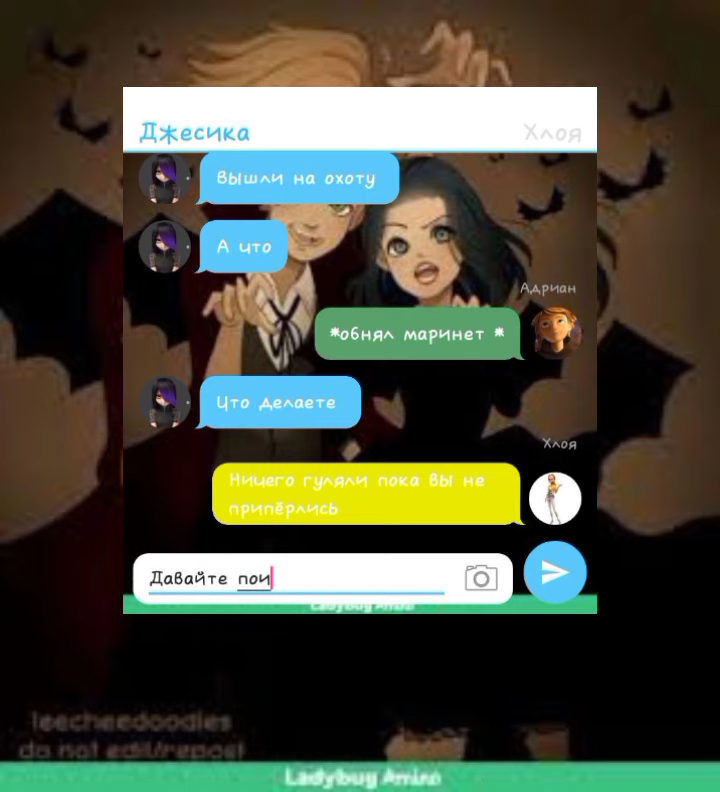 Джесика
Хлоя
Вышли на охоту
А что
Адриан
*обнял маринет *
Что делаете
Хлоя
Ничего гуляли пока вы не
припёрлись
Давайте пои
Ladybug Amino
leecheedoodles
do not edit/repost
Ladybug Amino